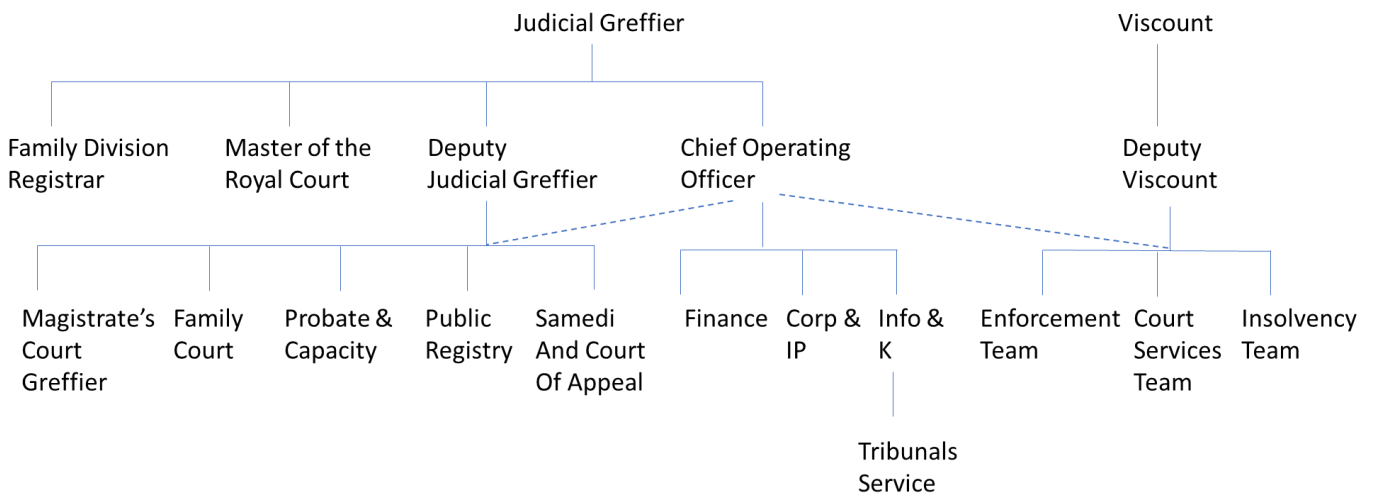 Judicial Greffier
Viscount
Family Division
Registrar
Master of the
Royal Court
Deputy
Judicial Greffier
Chief Operating
Officer
Deputy
Viscount
Magistrate’s
Court
Greffier
Family
Court
Probate &
Capacity
Public
Registry
Samedi
And Court
Of Appeal
Finance
Corp &
IP
Info &
K
Enforcement
Team
Court
Services
Team
Insolvency
Team
Tribunals
Service